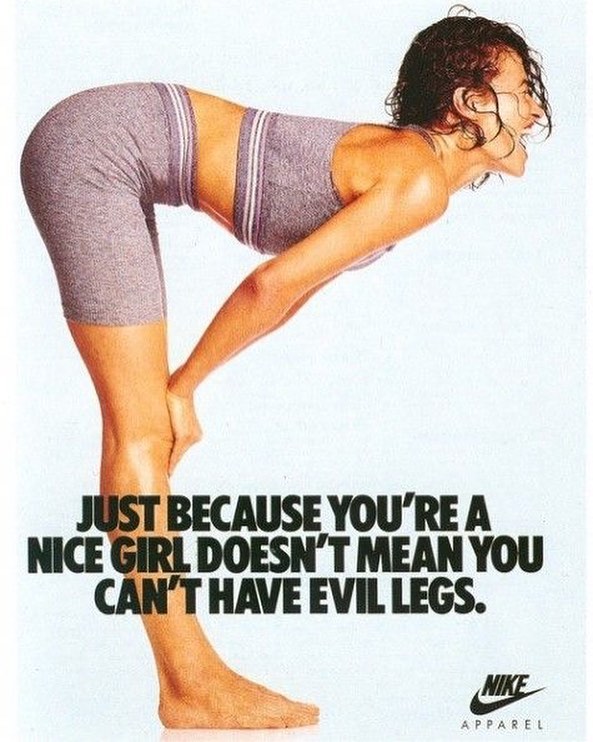 JUST BECAUSE YOU'RE A
NICE GIRL DOESN'T MEAN YOU
CAN'T HAVE EVIL LEGS.
NIKE
APPAREL